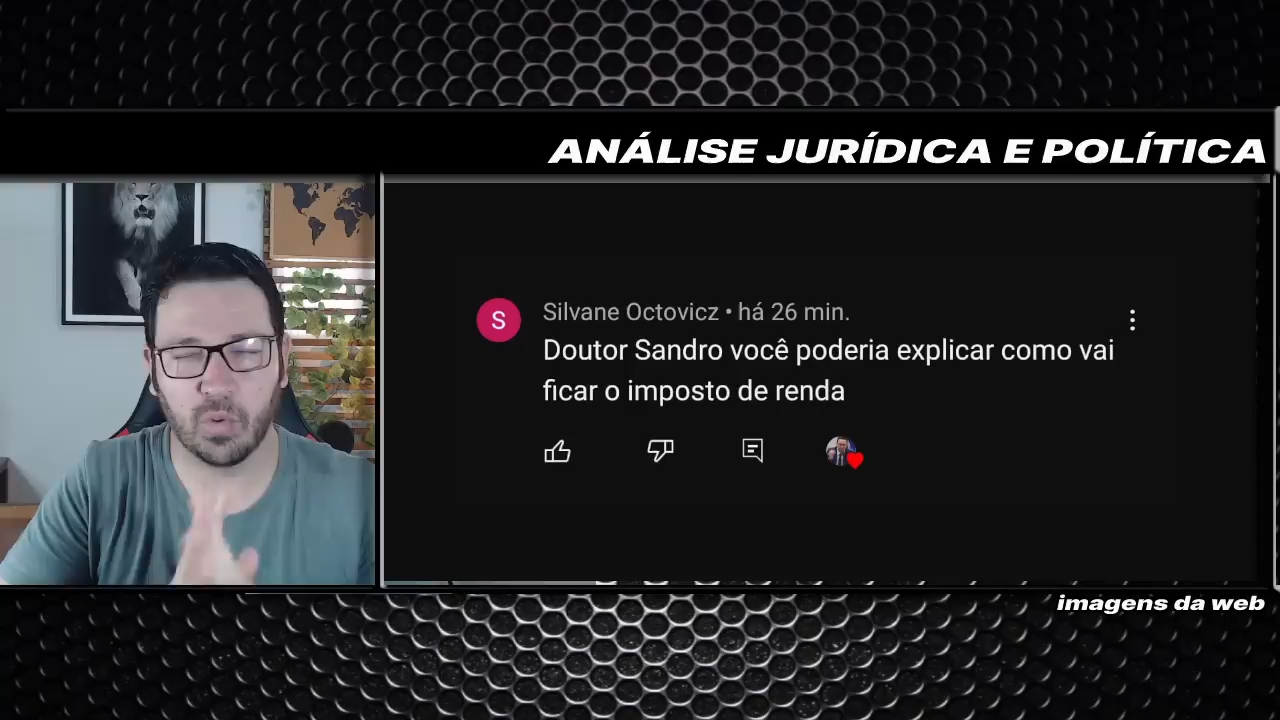 ANÁLISE JURÍDICA E POLÍTICA
S
Silvane Octovicz • há 26 min.
Doutor Sandro você poderia explicar como vai
ficar o imposto de renda
imagens da web